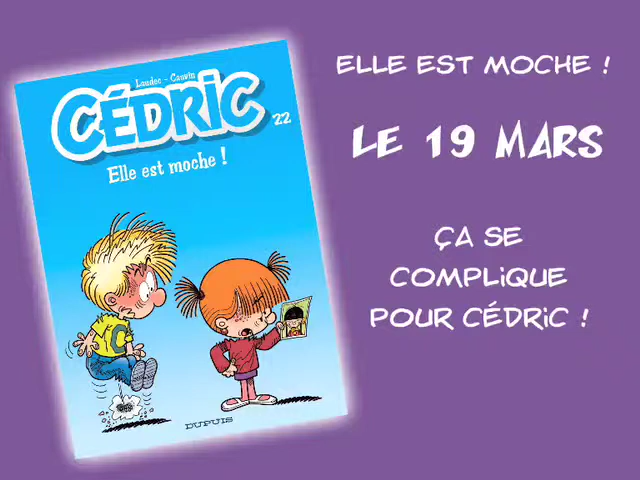 Laudec - Cauvin
CÉDRIC
22
Elle est moche !
C
DUPUIS
ELLE EST MOCHE !
LE 19 MARS
ÇA SE
COMPLIQUE
POUR CÉDRIC !